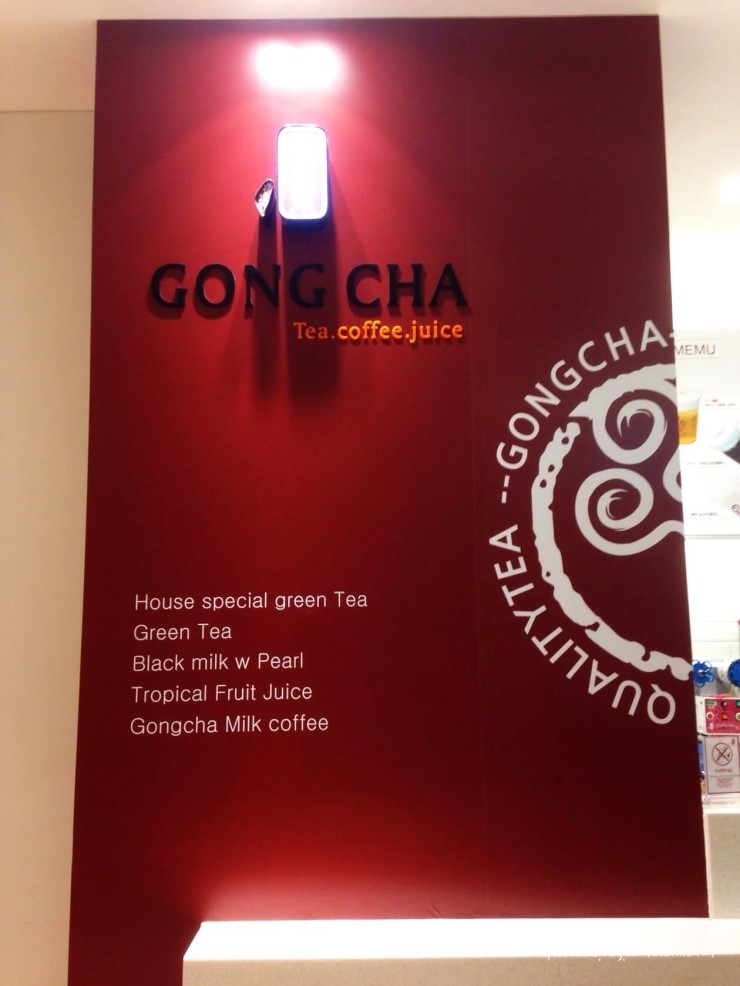 GONG CHA
Tea.coffee.juice
QUALITYTEA --GONGCHA-
MEMU
House special green Tea
Green Tea
Black milk w Pearl
Tropical Fruit Juice
Gongcha Milk coffee